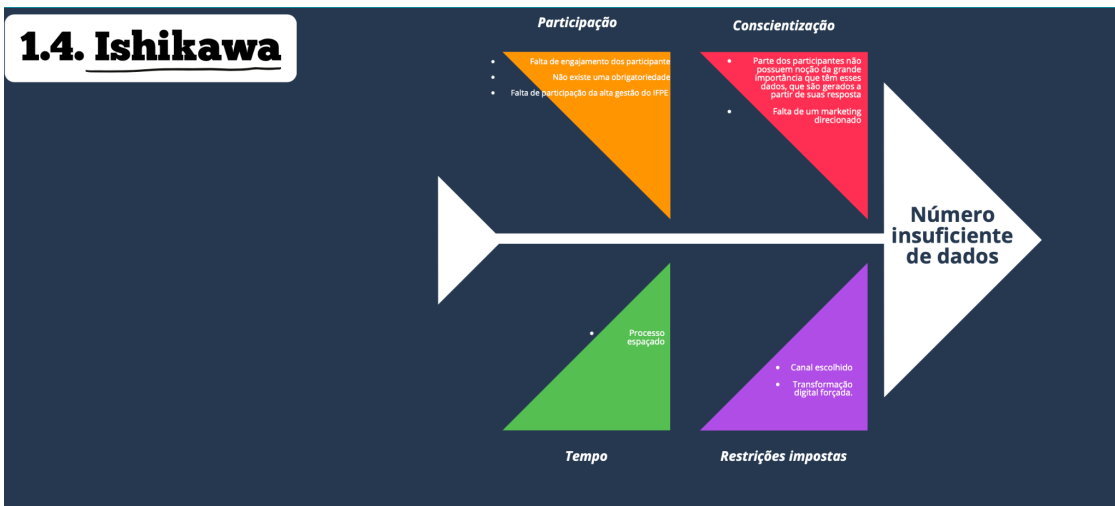 1.4. Ishikawa
Participação
Conscientização
• Falta de engajamento dos participante
• Não existe uma obrigatoriedade
• Falta de participação da alta gestão do IFPE
• Parte dos participantes não
possuem noção da grande
importância que têm esses
dados, que são gerados a
partir de suas resposta
• Falta de um marketing
direcionado
Número
insuficiente
de dados
• Processo
espaçado
• Canal escolhido
• Transformação
digital forçada.
Tempo
Restrições impostas